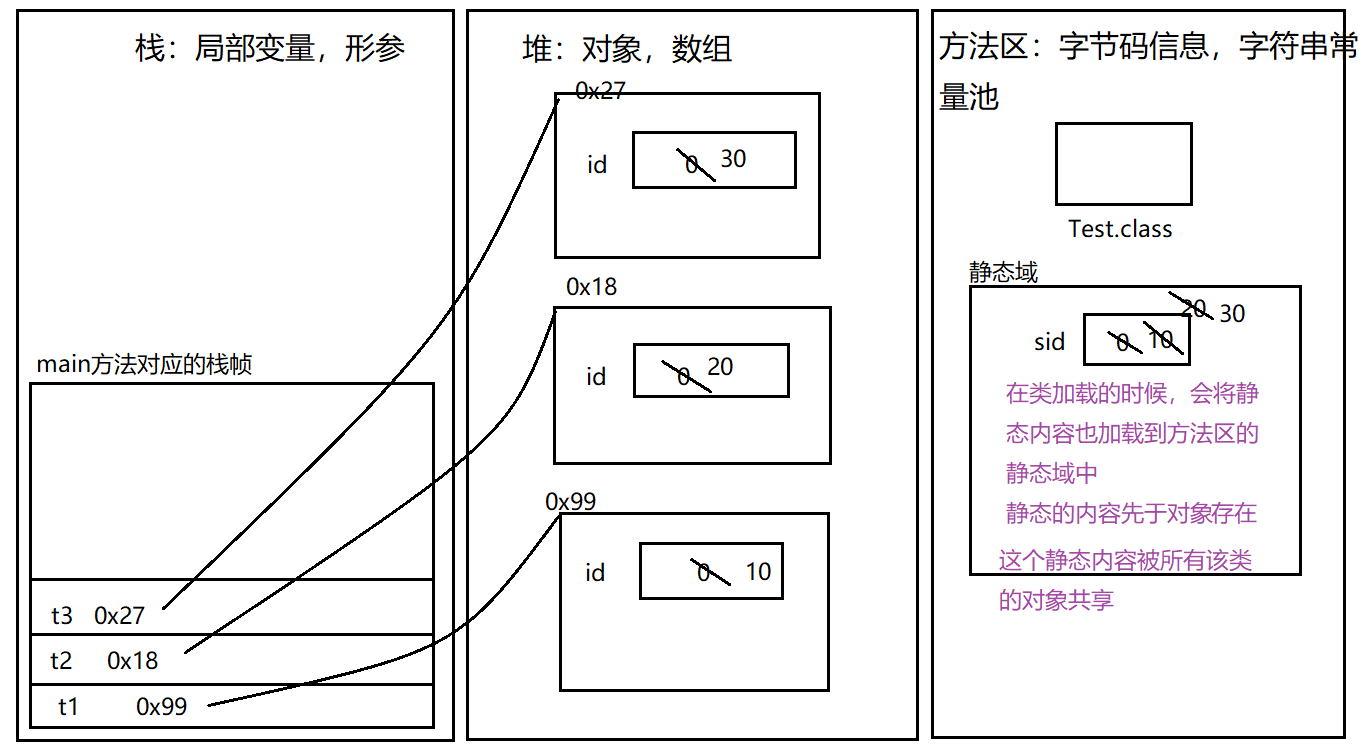 栈：局部变量，形参
main方法对应的栈帧
t3 0x27
t2 0x18
t1 0x99
堆：对象，数组
0x27
id 0 30
0x18
id 0 20
0x99
id 0 10
方法区：字节码信息，字符串常
量池
Test.class
静态域
20 30
sid 0 10
在类加载的时候，会将静
态内容也加载到方法区的
静态域中
静态的内容先于对象存在
这个静态内容被所有该类
的对象共享